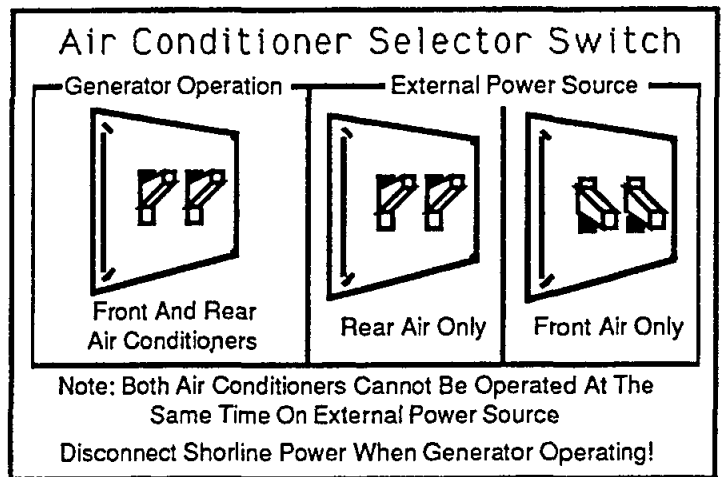 Air Conditioner Selector Switch
Generator Operation
External Power Source
Front And Rear
Air Conditioners
Rear Air Only
Front Air Only
Note: Both Air Conditioners Cannot Be Operated At The
Same Time On External Power Source
Disconnect Shorline Power When Generator Operating!